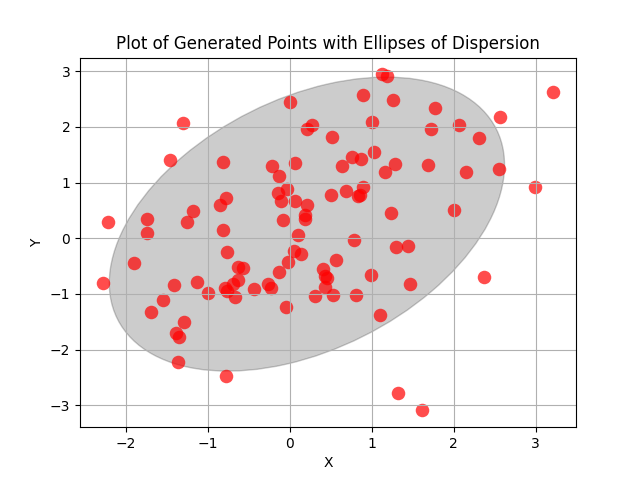 Plot of Generated Points with Ellipses of Dispersion
3
2
1
0
−1
−2
−3
Y
−2 −1 0 1 2 3
X